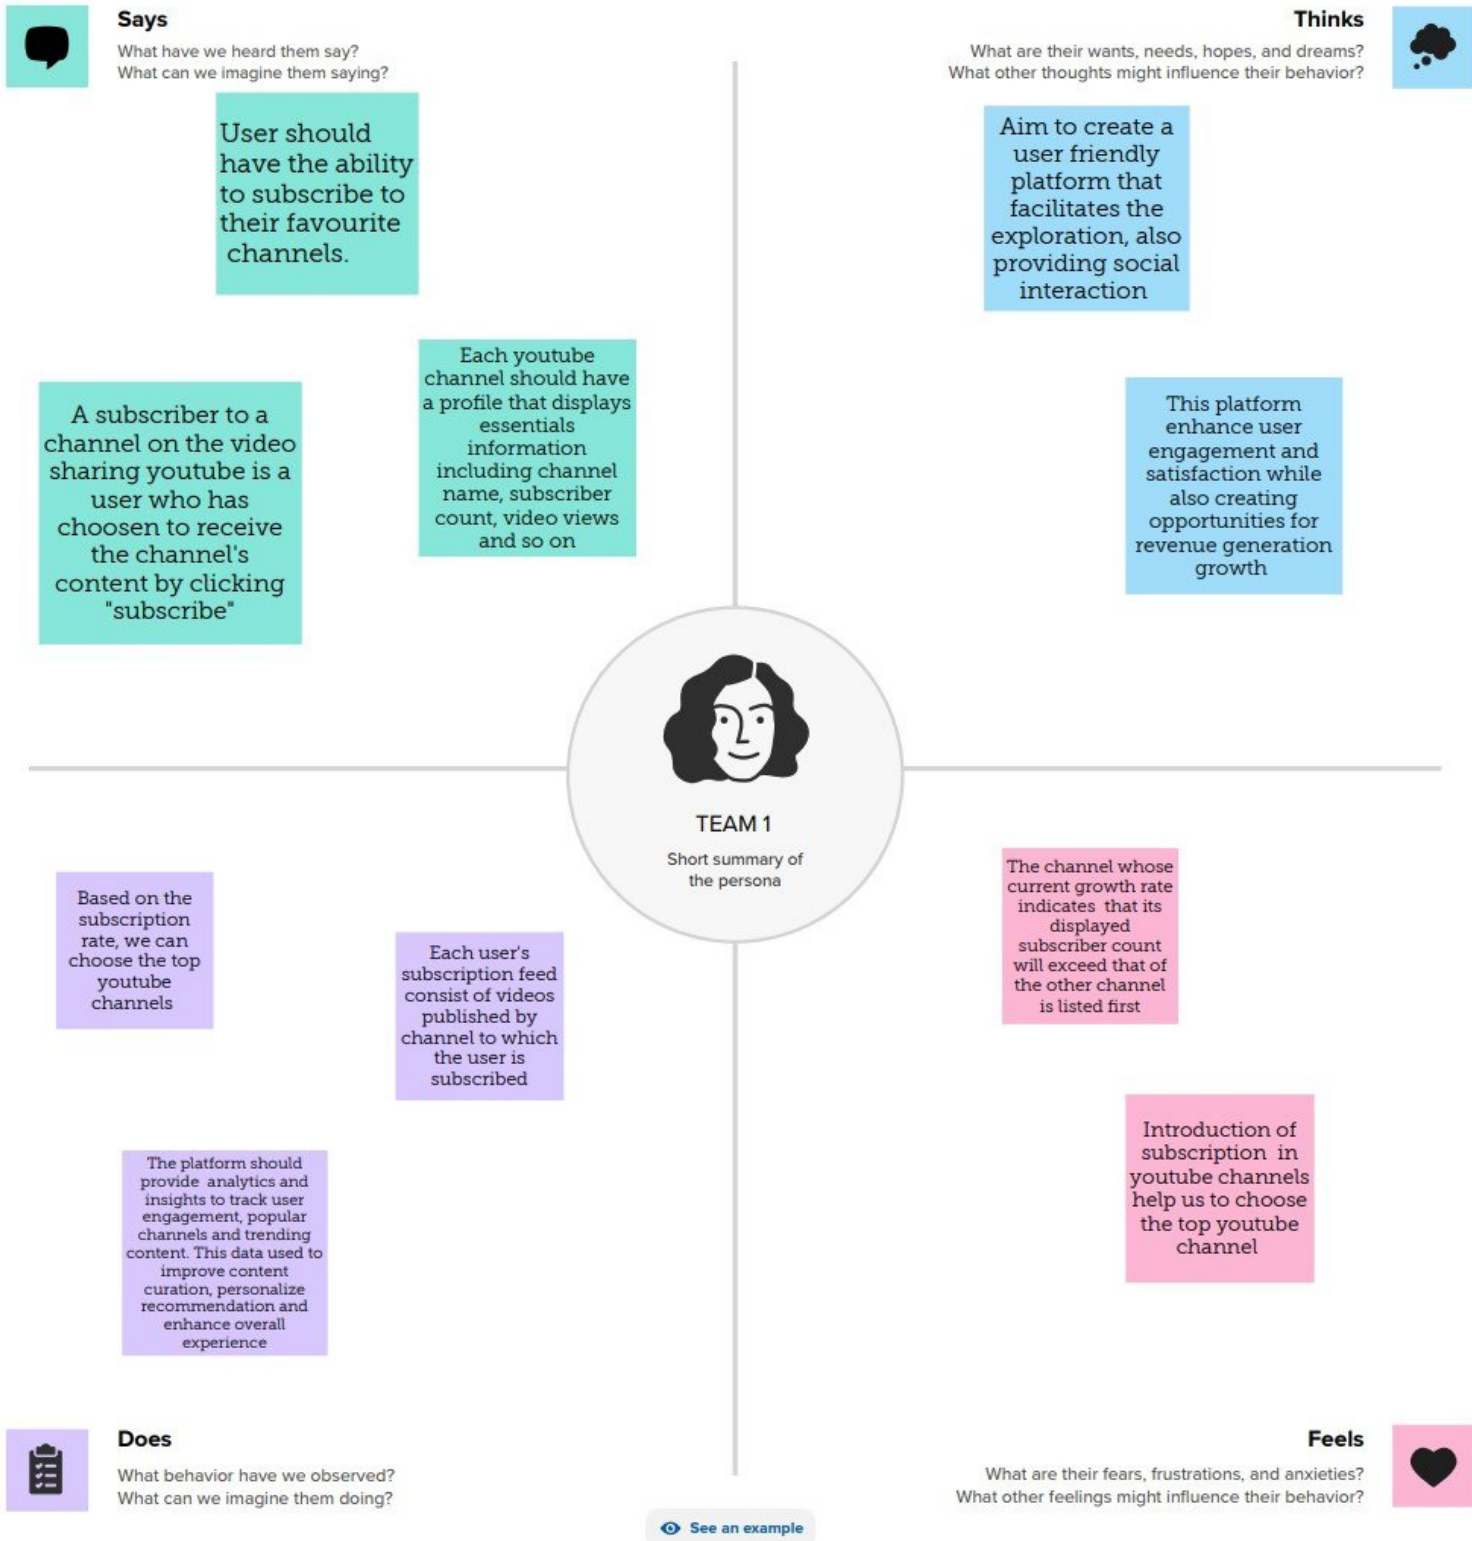 Says
What have we heard them say?
What can we imagine them saying?
User should
have the ability
to subscribe to
their favourite
channels.
Each youtube
channel should have
a profile that displays
essentials
information
including channel
name, subscriber
count, video views
and so on
A subscriber to a
channel on the video
sharing youtube is a
user who has
choosen to receive
the channel's
content by clicking
"subscribe"
Thinks
What are their wants, needs, hopes, and dreams?
What other thoughts might influence their behavior?
Aim to create a
user friendly
platform that
facilitates the
exploration, also
providing social
interaction
This platform
enhance user
engagement and
satisfaction while
also creating
opportunities for
revenue generation
growth
TEAM 1
Short summary of
the persona
Based on the
subscription
rate, we can
choose the top
youtube
channels
Each user's
subscription feed
consist of videos
published by
channel to which
the user is
subscribed
The platform should
provide analytics and
insights to track user
engagement, popular
channels and trending
content. This data used to
improve content
curation, personalize
recommendation and
enhance overall
experience
Does
What behavior have we observed?
What can we imagine them doing?
The channel whose
current growth rate
indicates that its
displayed
subscriber count
will exceed that of
the other channel
is listed first
Introduction of
subscription in
youtube channels
help us to choose
the top youtube
channel
Feels
What are their fears, frustrations, and anxieties?
What other feelings might influence their behavior?
See an example